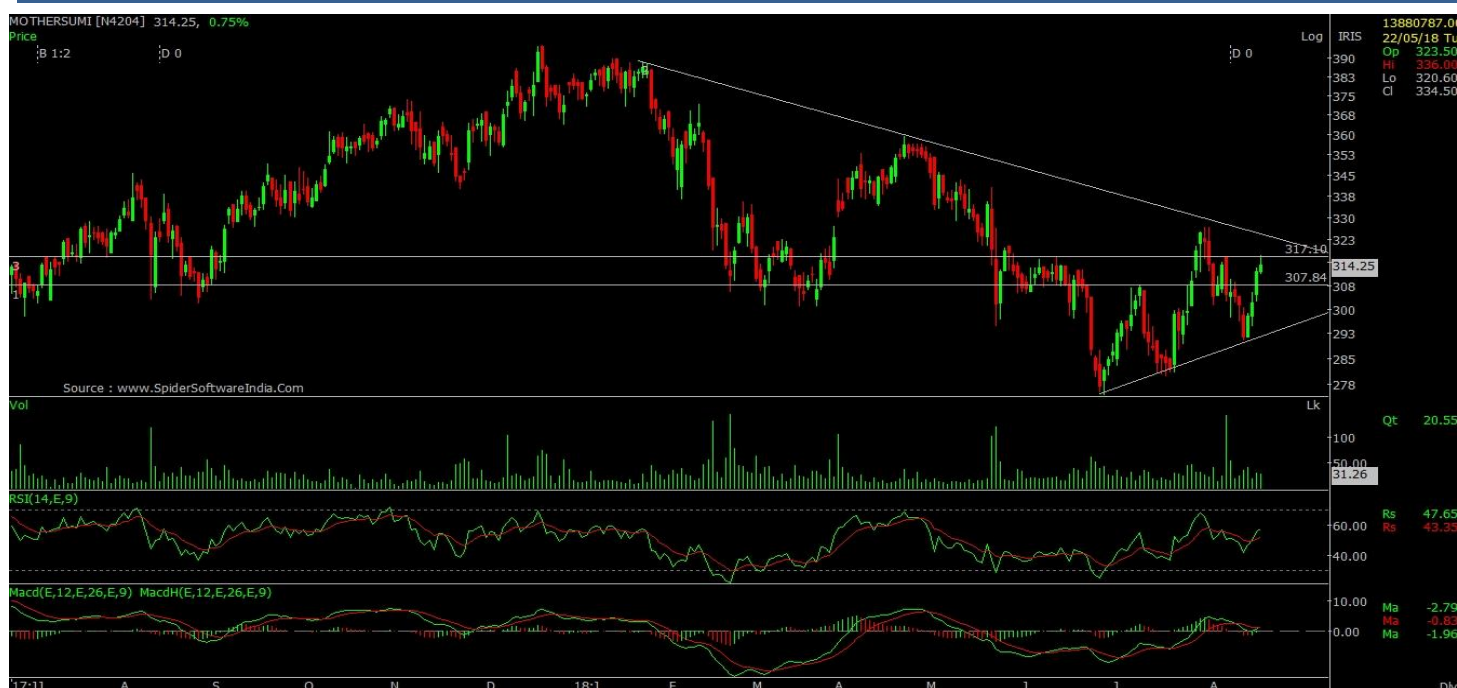 MOTHERSUMI [N4204] 314.25, 0.75%
Price
B 1:2
D 0
D 0
Log
IRIS
13880787.00
22/05/18 Tu
Op 323.50
Hi 336.00
Lo 320.60
Cl 334.50
390
383
375
368
360
353
345
338
330
323
317.10
314.25
307.84
308
300
293
285
278
3
1
Source : www.SpiderSoftwareIndia.Com
Vol
Lk
Qt 20.55
100
50.00
31.26
RSI(14,E,9)
60.00
40.00
Rs 47.65
Rs 43.35
Macd(E,12,E,26,E,9) MacdH(E,12,E,26,E,9)
10.00
0.00
Ma -2.79
Ma -0.83
Ma -1.96
A S O N D 18:1 F M A M J J A Dly